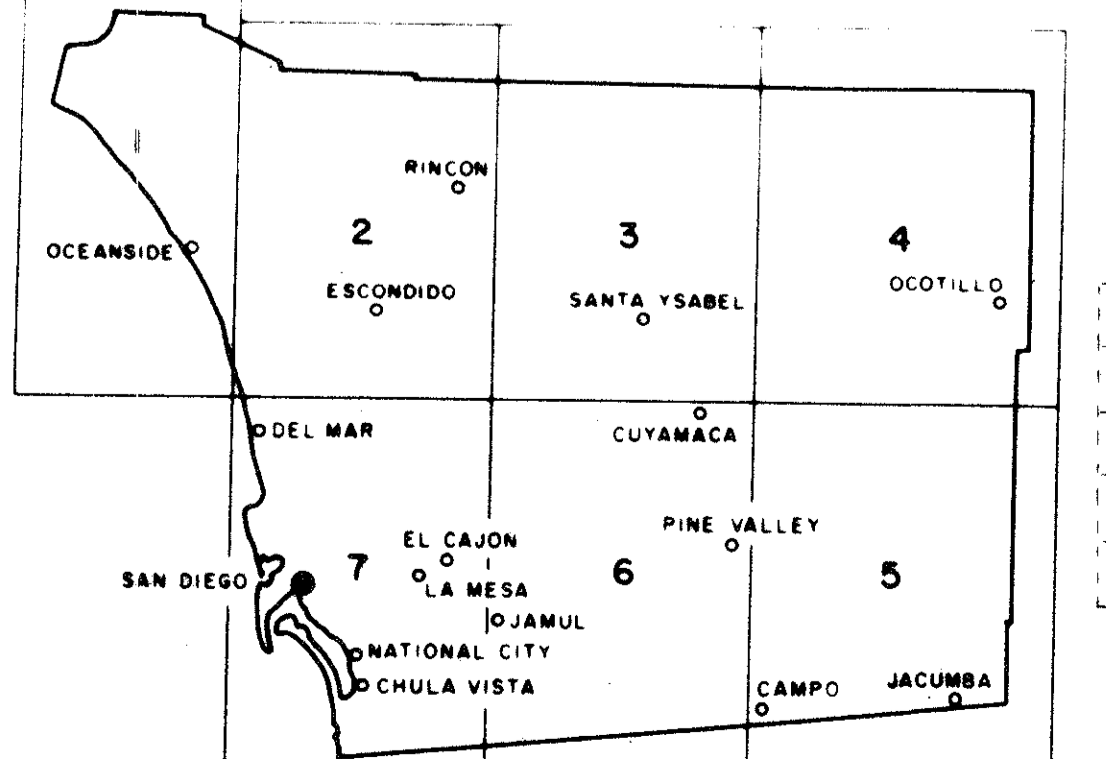 RINCON
2
3
4
OCEANSIDE
ESCONDIDO
SANTA YSABEL
OCOTILLO
DEL MAR
CUYAMACA
PINE VALLEY
EL CAJON
SAN DIEGO
7
LA MESA
6
5
JAMUL
NATIONAL CITY
CHULA VISTA
CAMPO
JACUMBA